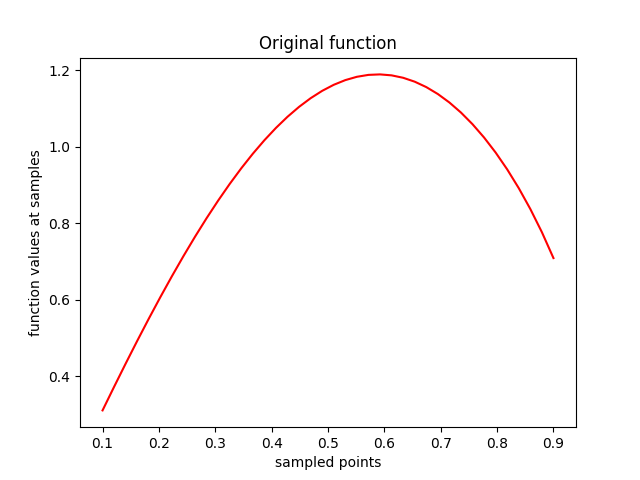 Original function
function values at samples
1.2
1.0
0.8
0.6
0.4
0.1 0.2 0.3 0.4 0.5 0.6 0.7 0.8 0.9
sampled points